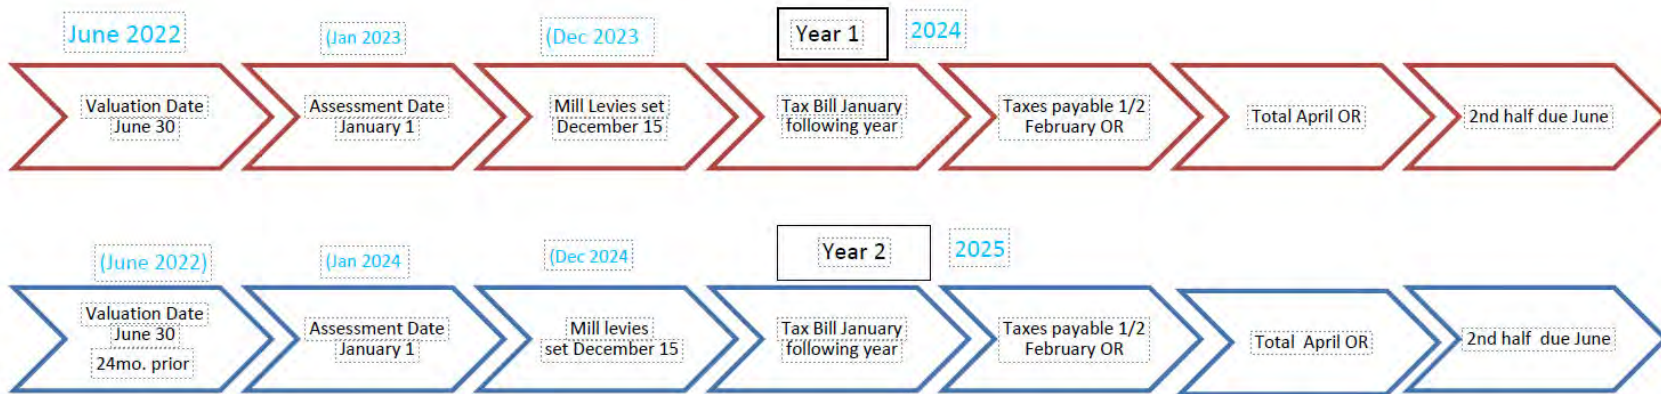 June 2022
(Jan 2023
(Dec 2023
Year 1
2024
Valuation Date
June 30
Assessment Date
January 1
Mill Levies set
December 15
Tax Bill January
following year
Taxes payable 1/2
February OR
Total April OR
2nd half due June
(June 2022)
(Jan 2024
(Dec 2024
Year 2
2025
Valuation Date
June 30
24mo. prior
Assessment Date
January 1
Mill levies
set December 15
Tax Bill January
following year
Taxes payable 1/2
February OR
Total April OR
2nd half due June